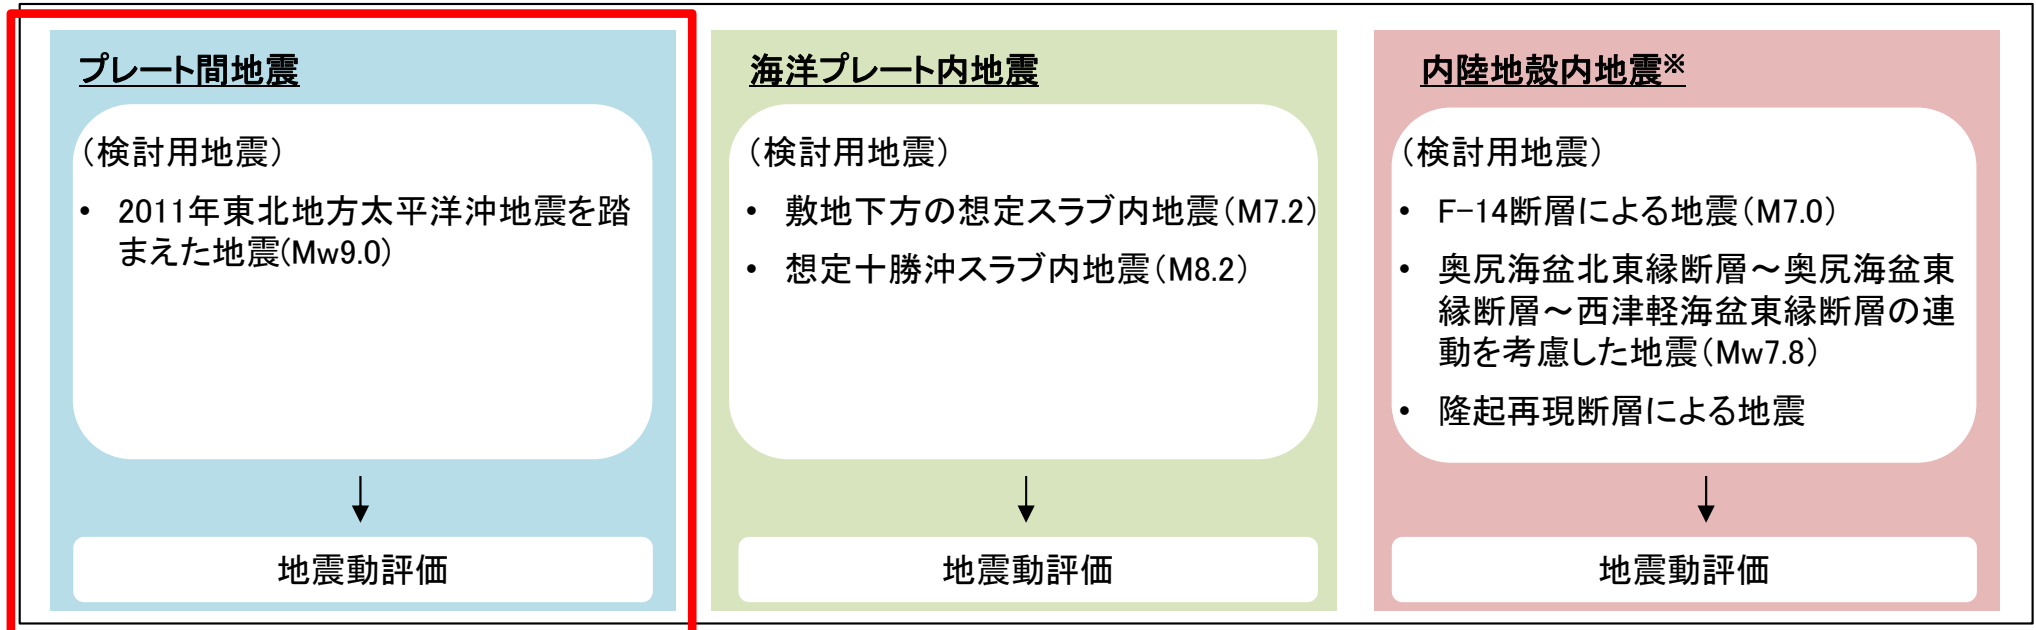 プレート間地震
（検討用地震）
• 2011年東北地方太平洋沖地震を踏
まえた地震(Mw9.0)
地震動評価
海洋プレート内地震
（検討用地震）
• 敷地下方の想定スラブ内地震（M7.2）
• 想定十勝沖スラブ内地震（M8.2）
地震動評価
内陸地殻内地震※
（検討用地震）
• F-14断層による地震（M7.0）
• 奥尻海盆北東縁断層～奥尻海盆東
縁断層～西津軽海盆東縁断層の連
動を考慮した地震（Mw7.8）
• 隆起再現断層による地震
地震動評価